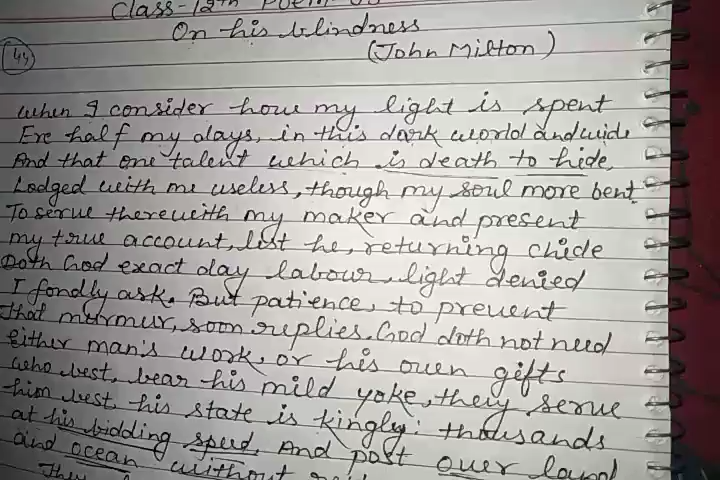 Class-12th Poem
On his blindness
(John Milton)
44
when I consider how my light is spent
Ere half my days, in this dark world and wide
And that one talent which is death to hide,
Lodged with me useless, though my soul more bent
To serve therewith my maker and present
my true account, lest he, returning chide
Doth God exact day labour, light denied
I fondly ask. But patience, to prevent
that murmur, soon replies. God doth not need
either man's work, or his own gifts
who best, bear his mild yoke, they serve
him best, his state is kingly: thousands
at his bidding speed, And post over land
and ocean without
They